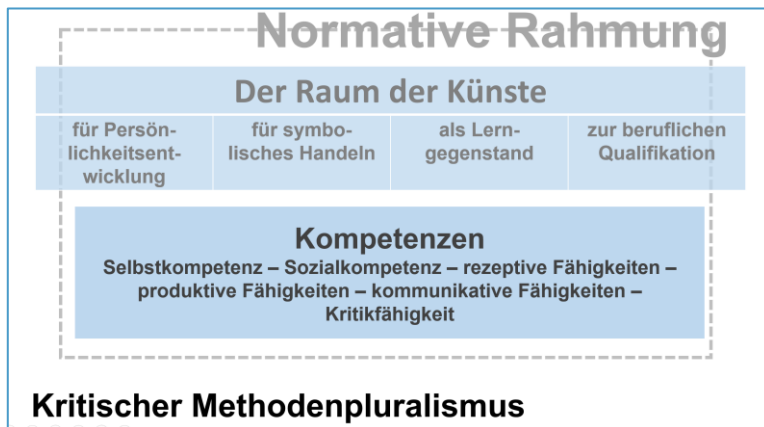 Normative Rahmung
Der Raum der Künste
für Persön-
lichkeitsent-
wicklung
für symbo-
lisches Handeln
als Lern-
gegenstand
zur beruflichen
Qualifikation
Kompetenzen
Selbstkompetenz – Sozialkompetenz – rezeptive Fähigkeiten –
produktive Fähigkeiten – kommunikative Fähigkeiten –
Kritikfähigkeit
Kritischer Methodenpluralismus